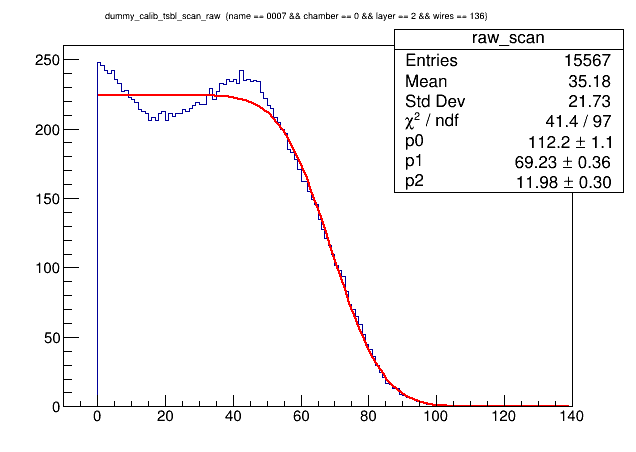 dummy_calib_tsbl_scan_raw (name == 0007 && chamber == 0 && layer == 2 && wires == 136)
raw_scan
Entries 15567
Mean 35.18
Std Dev 21.73
χ² / ndf 41.4 / 97
p0 112.2 ± 1.1
p1 69.23 ± 0.36
p2 11.98 ± 0.30
250
200
150
100
50
0
0 20 40 60 80 100 120 140